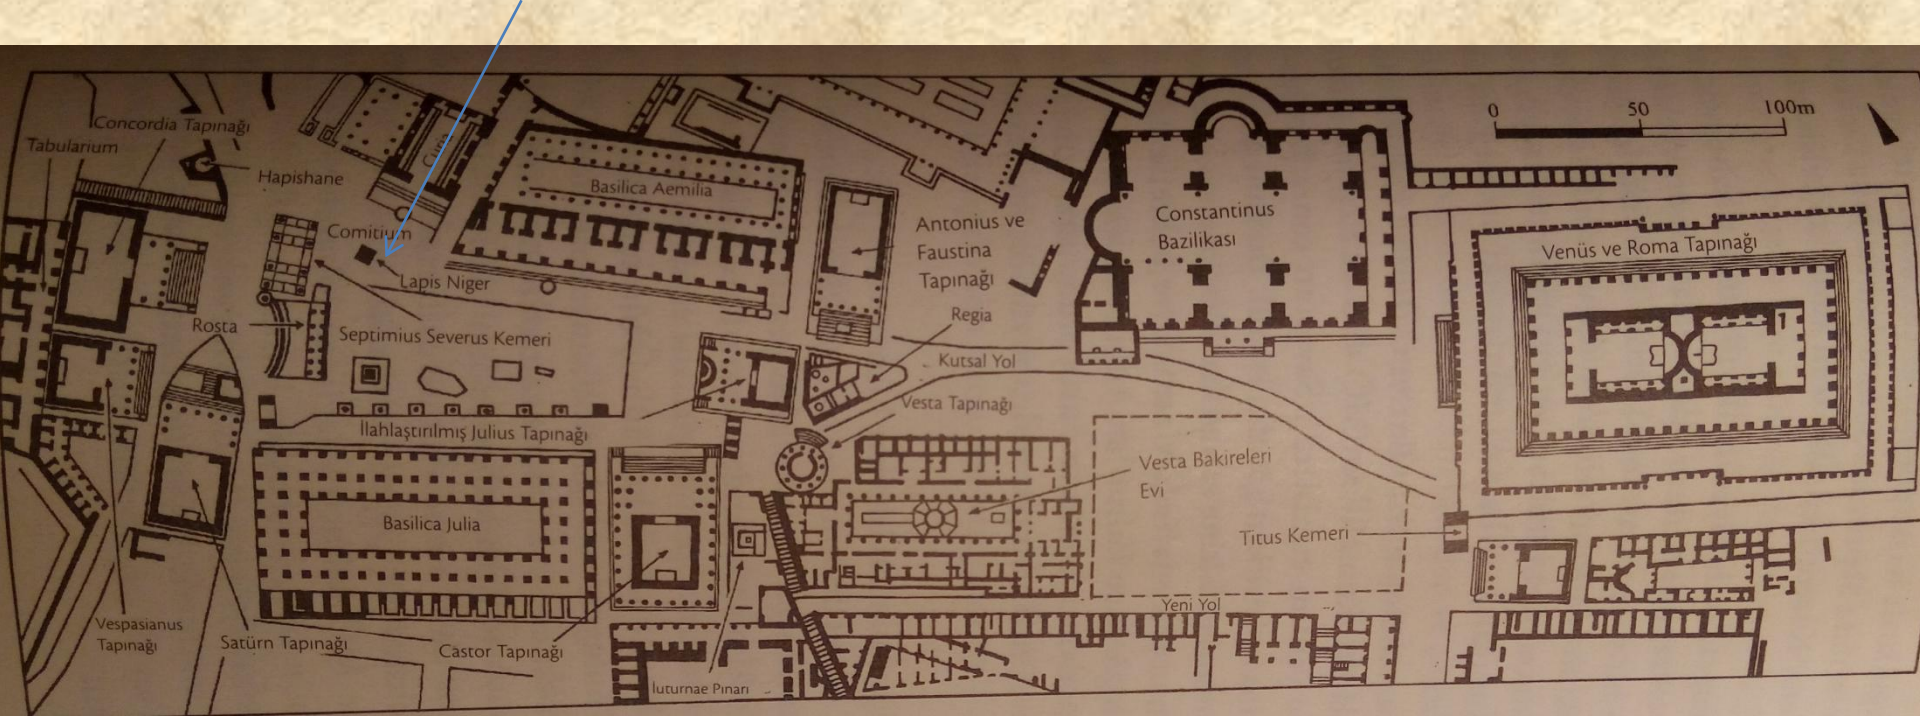 Concordia Tapınağı
Tabularium
Hapishane
Curia
Comitium
Lapis Niger
Basilica Aemilia
Antonius ve
Faustina
Tapınağı
Constantinus
Bazilikası
0 50 100m
Venüs ve Roma Tapınağı
Rosta
Septimius Severus Kemeri
Regia
Kutsal Yol
Vesta Tapınağı
İlahlaştırılmış Julius Tapınağı
Basilica Julia
Vesta Bakireleri
Evi
Titus Kemeri
Yeni Yol
Vespasianus
Tapınağı
Satürn Tapınağı
Castor Tapınağı
Iuturnae Pınarı